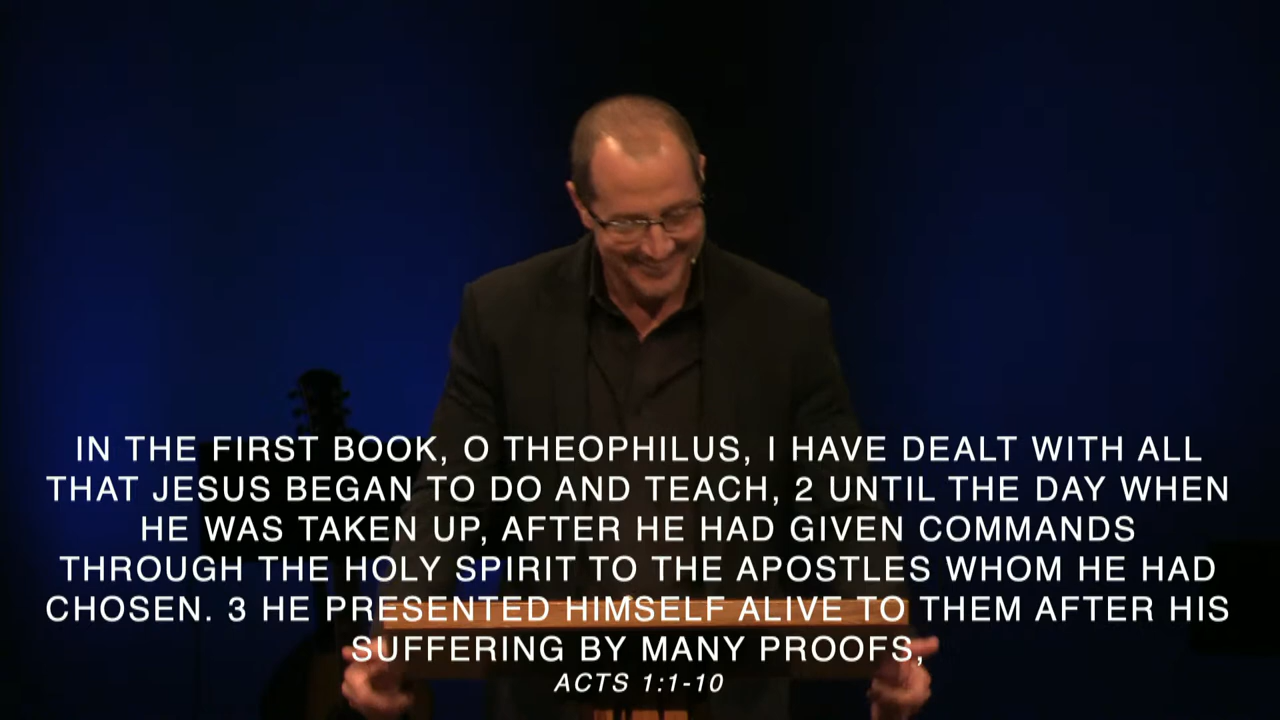 IN THE FIRST BOOK, O THEOPHILUS, I HAVE DEALT WITH ALL
THAT JESUS BEGAN TO DO AND TEACH, 2 UNTIL THE DAY WHEN
HE WAS TAKEN UP, AFTER HE HAD GIVEN COMMANDS
THROUGH THE HOLY SPIRIT TO THE APOSTLES WHOM HE HAD
CHOSEN. 3 HE PRESENTED HIMSELF ALIVE TO THEM AFTER HIS
SUFFERING BY MANY PROOFS,
ACTS 1:1-10